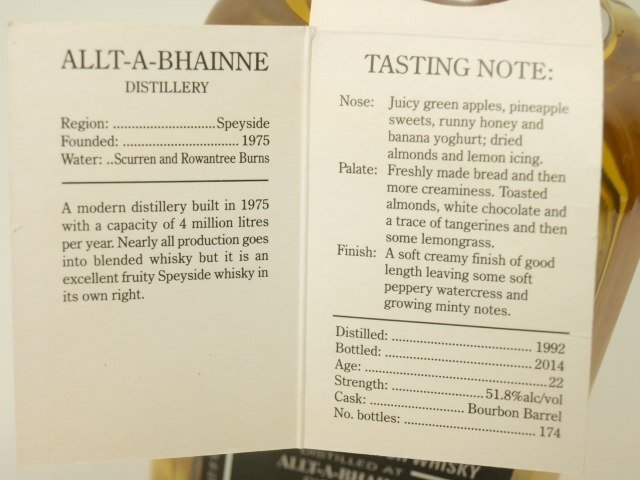 ALLT-A-BHAINNE
DISTILLERY
Region: ............................Speyside
Founded: ................................ 1975
Water: ..Scurren and Rowantree Burns
A modern distillery built in 1975
with a capacity of 4 million litres
per year. Nearly all production goes
into blended whisky but it is an
excellent fruity Speyside whisky in
its own right.
TASTING NOTE:
Nose: Juicy green apples, pineapple
sweets, runny honey and
banana yoghurt; dried
almonds and lemon icing.
Palate: Freshly made bread and then
more creaminess. Toasted
almonds, white chocolate and
a trace of tangerines and then
some lemongrass.
Finish: A soft creamy finish of good
length leaving some soft
peppery watercress and
growing minty notes.
Distilled: ...................................... 1992
Bottled: ........................................ 2014
Age: ..................................................22
Strength: ..........................51.8%alc/vol
Cask: .......................... Bourbon Barrel
No. bottles: .................................... 174
WHISKY
DISTILLED AT
ALLT-A-BHAINNE